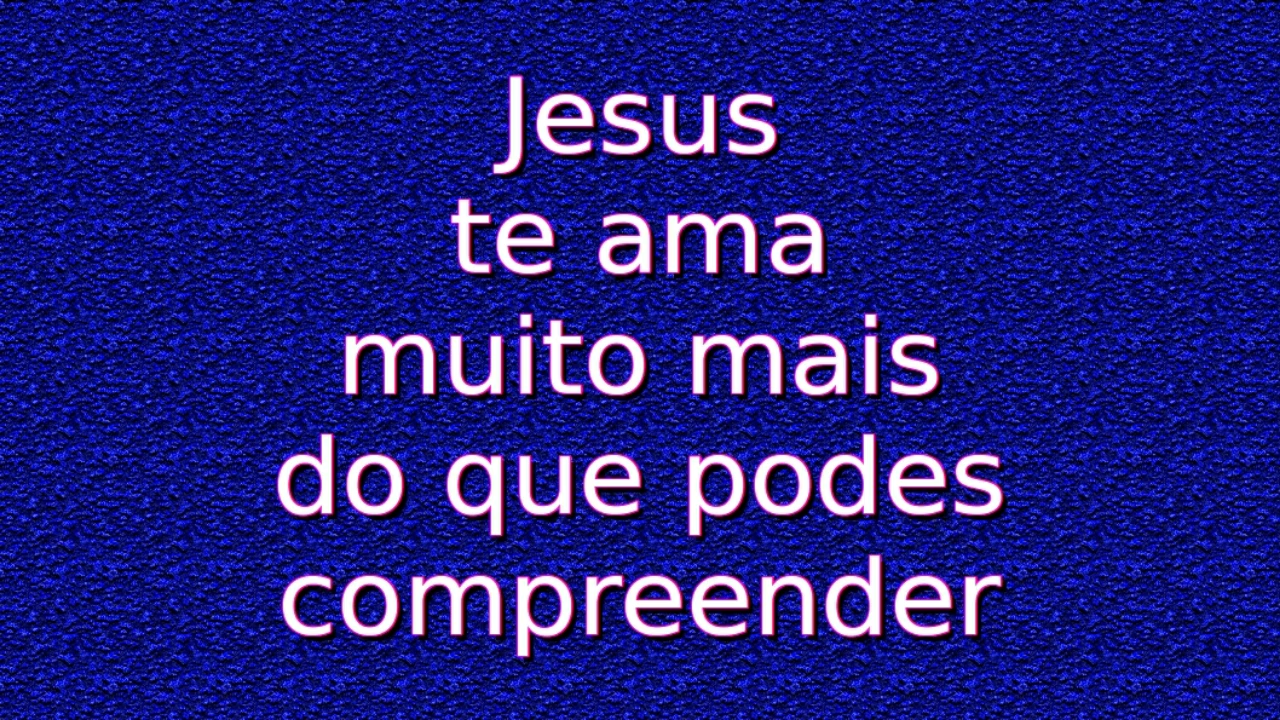 Jesus
te ama
muito mais
do que podes
compreender